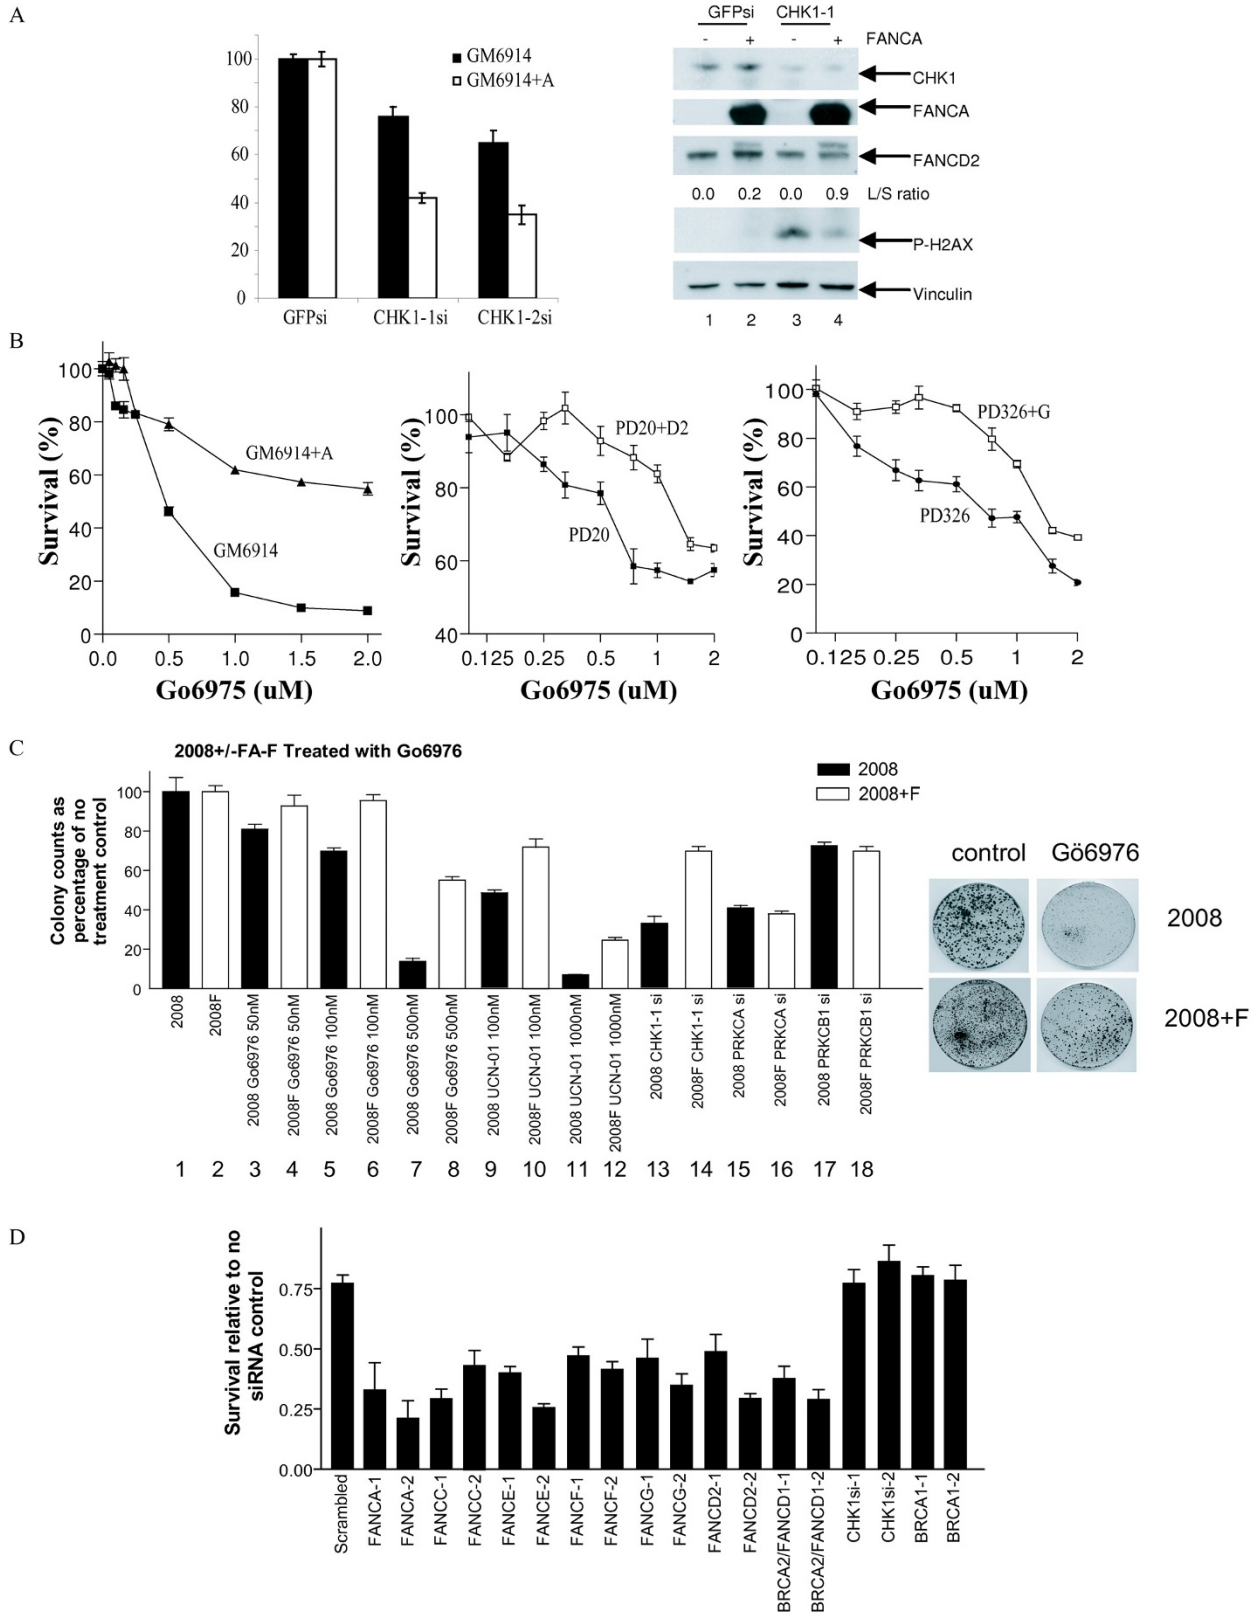 A
100
80
60
40
20
0
GM6914
GM6914+A
GFPsi
CHK1-1si
CHK1-2si
GFPsi CHK1-1
- + - + FANCA
CHK1
FANCA
FANCD2
0.0 0.2 0.0 0.9 L/S ratio
P-H2AX
Vinculin
1 2 3 4
B
Survival (%)
100
80
60
40
20
0
GM6914+A
GM6914
0.0 0.5 1.0 1.5 2.0
Go6975 (uM)
Survival (%)
100
80
60
40
PD20+D2
PD20
0.125 0.25 0.5 1 2
Go6975 (uM)
Survival (%)
100
80
60
40
20
0
PD326+G
PD326
0.125 0.25 0.5 1 2
Go6975 (uM)
C
2008+/-FA-F Treated with Go6976
2008
2008+F
Colony counts as
percentage of no
treatment control
100
80
60
40
20
0
2008
2008F
2008 Go6976 50nM
2008F Go6976 50nM
2008 Go6976 100nM
2008F Go6976 100nM
2008 Go6976 500nM
2008F Go6976 500nM
2008 UCN-01 100nM
2008F UCN-01 100nM
2008 UCN-01 1000nM
2008F UCN-01 1000nM
2008 CHK1-1 si
2008F CHK1-1 si
2008 PRKCA si
2008F PRKCA si
2008 PRKCB1 si
2008F PRKCB1 si
1 2 3 4 5 6 7 8 9 10 11 12 13 14 15 16 17 18
control Gö6976
2008
2008+F
D
Survival relative to no
siRNA control
0.75
0.50
0.25
0.00
Scrambled
FANCA-1
FANCA-2
FANCC-1
FANCC-2
FANCE-1
FANCE-2
FANCF-1
FANCF-2
FANCG-1
FANCG-2
FANCD2-1
FANCD2-2
BRCA2/FANCD1-1
BRCA2/FANCD1-2
CHK1si-1
CHK1si-2
BRCA1-1
BRCA1-2